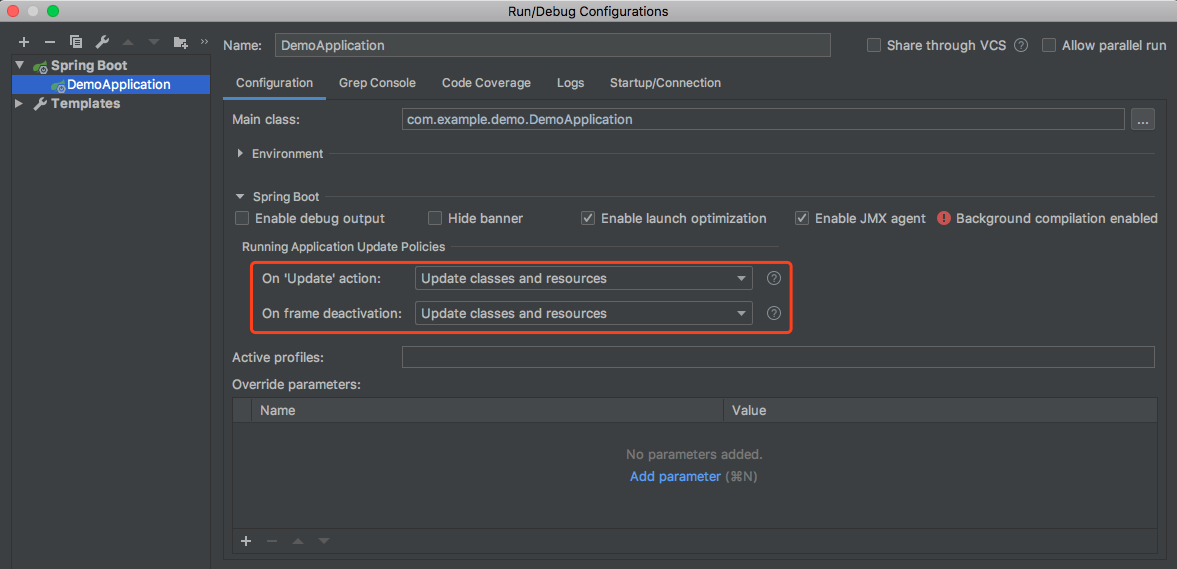 Run/Debug Configurations
Name: DemoApplication Share through VCS ? Allow parallel run
Spring Boot
DemoApplication
Templates
Configuration Grep Console Code Coverage Logs Startup/Connection
Main class: com.example.demo.DemoApplication ...
Environment
Spring Boot
Enable debug output Hide banner Enable launch optimization Enable JMX agent Background compilation enabled
Running Application Update Policies
On 'Update' action: Update classes and resources ?
On frame deactivation: Update classes and resources ?
Active profiles:
Override parameters:
Name Value
No parameters added.
Add parameter (⌘N)